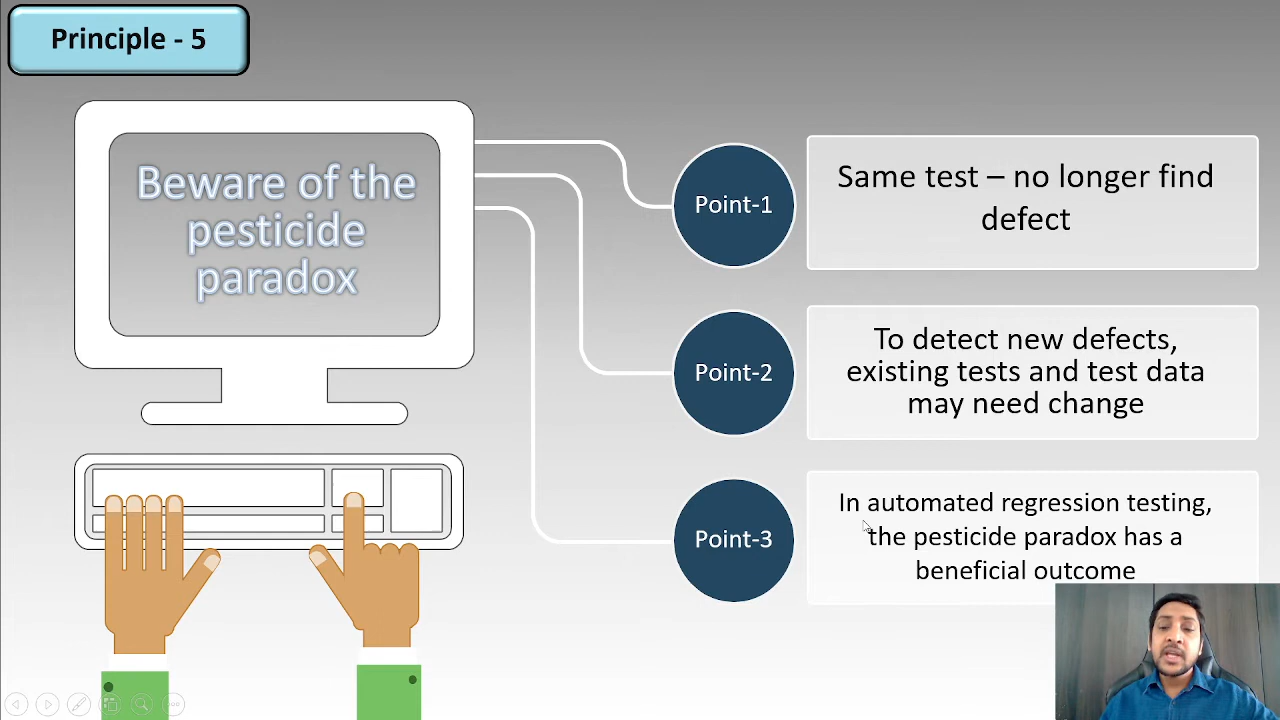 Principle - 5
Beware of the
pesticide
paradox
Point-1
Same test – no longer find
defect
Point-2
To detect new defects,
existing tests and test data
may need change
Point-3
In automated regression testing,
the pesticide paradox has a
beneficial outcome